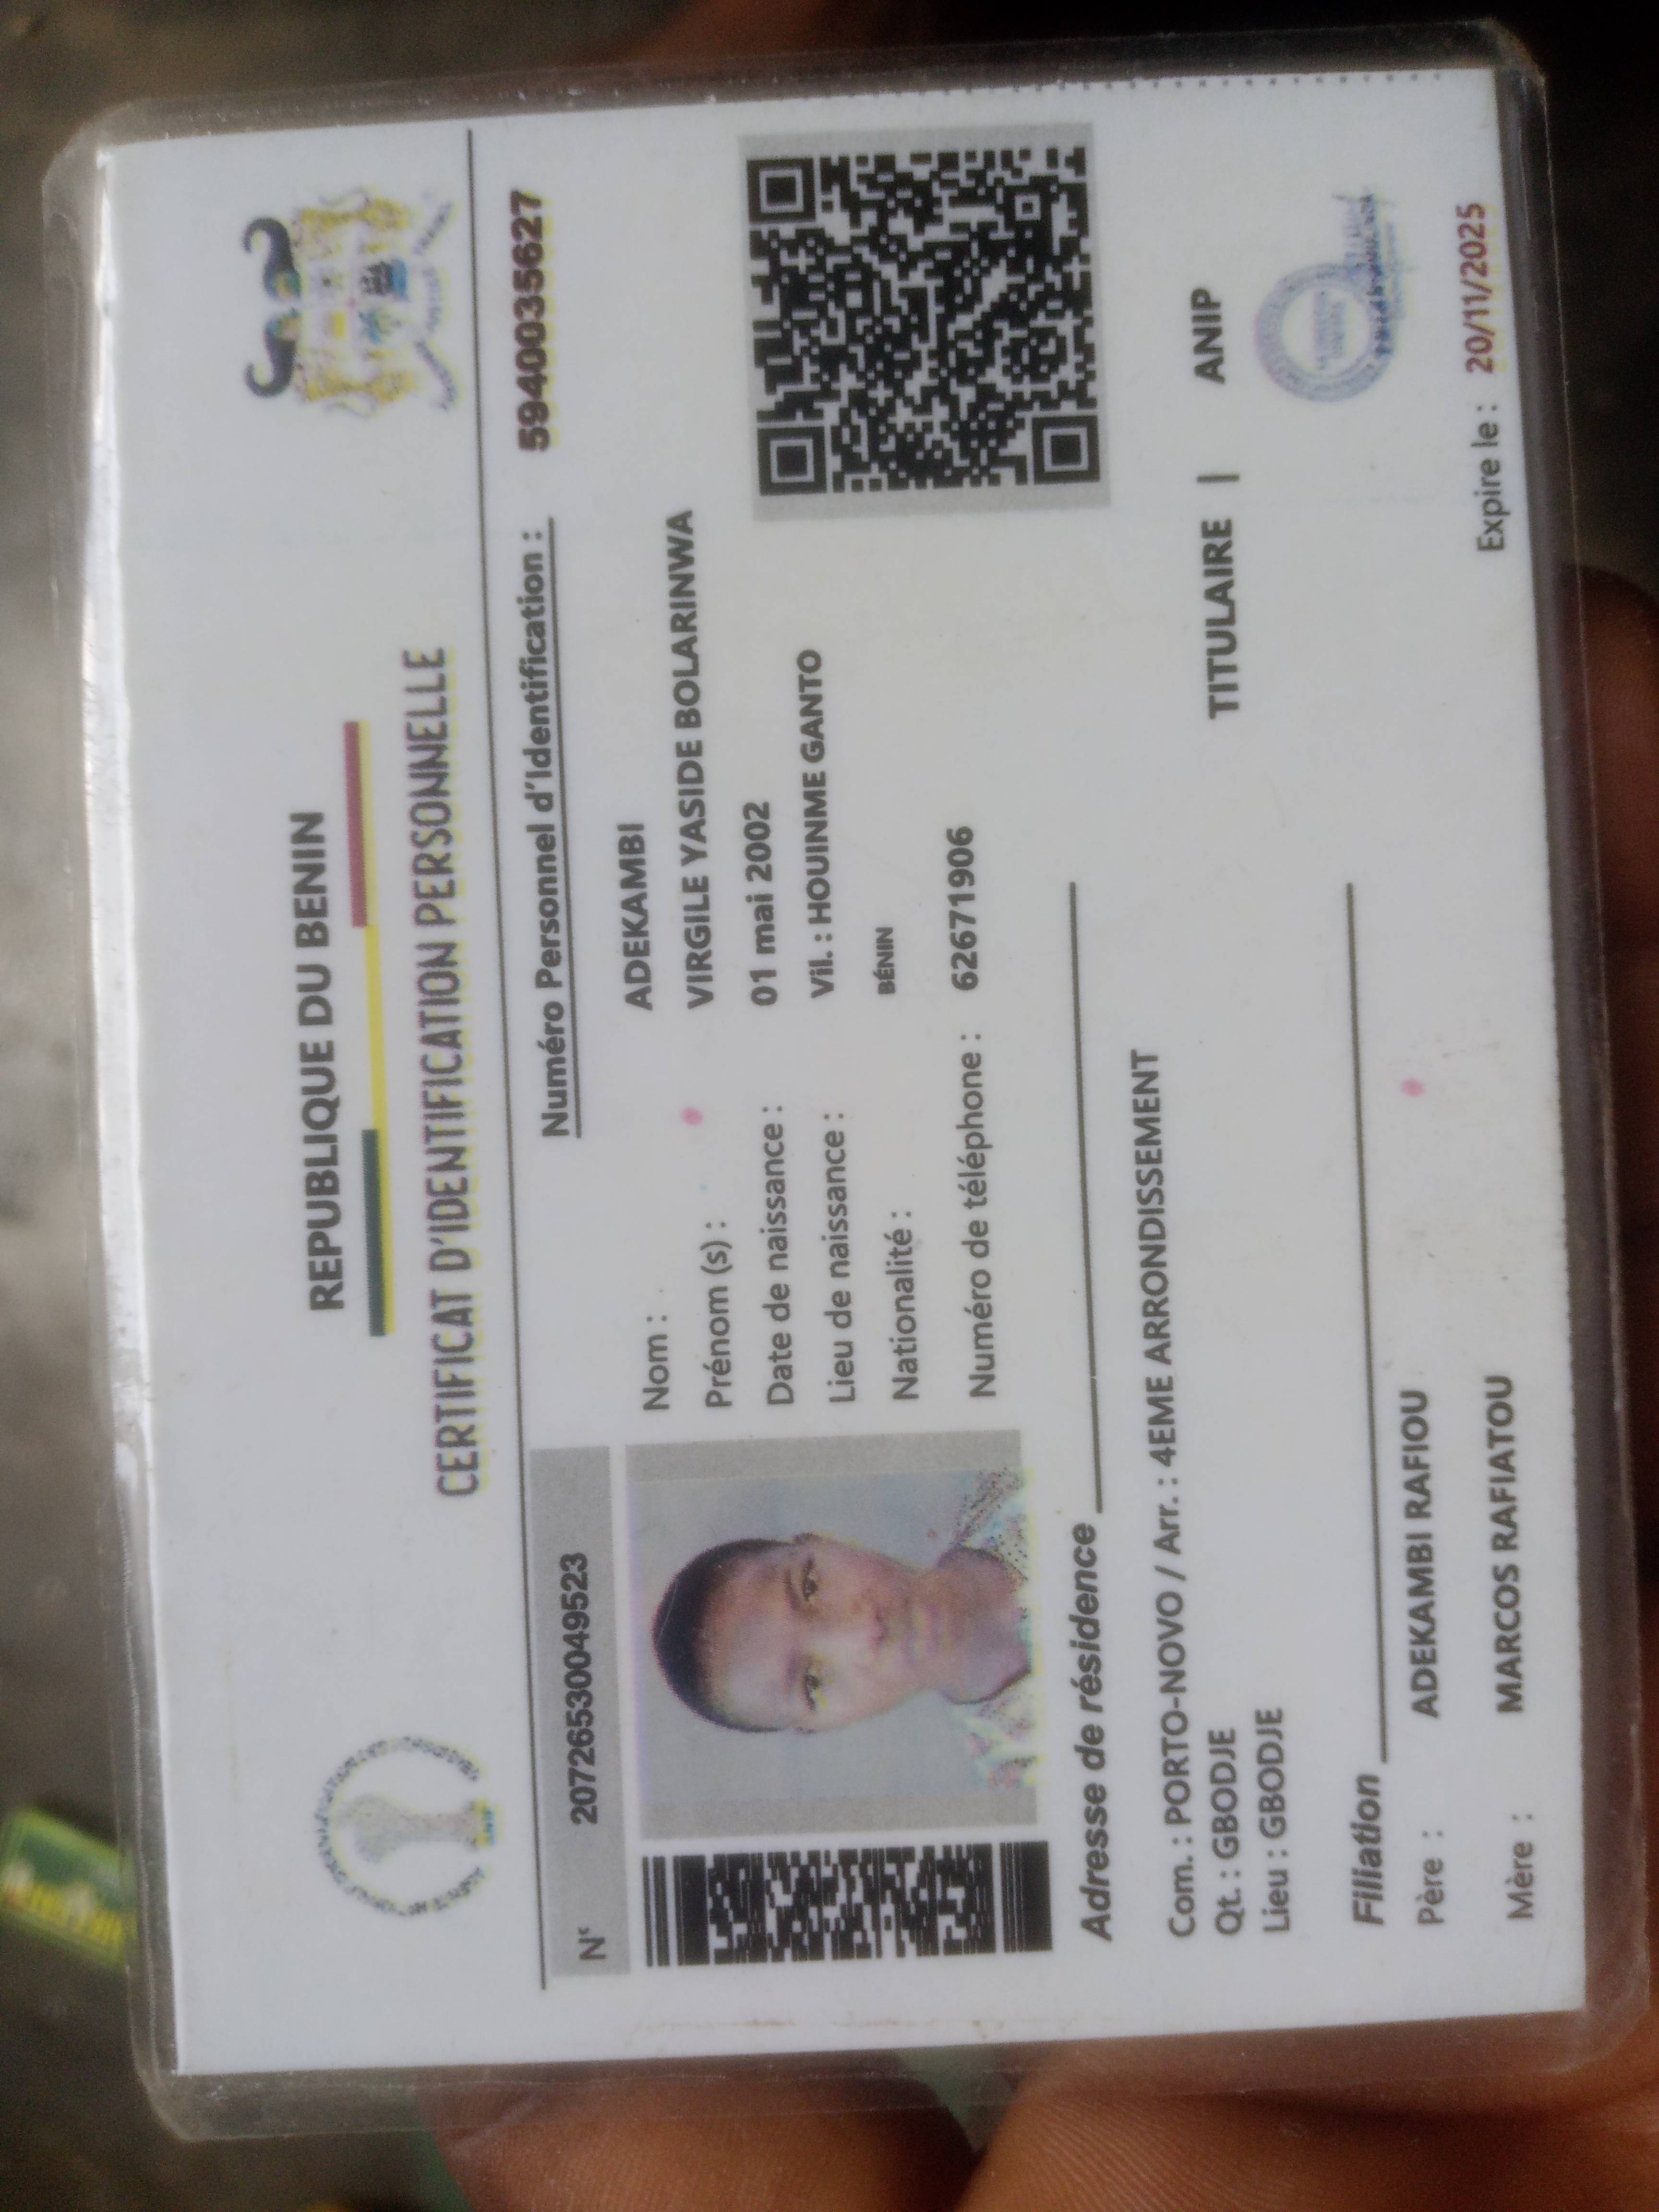 REPUBLIQUE DU BENIN
CERTIFICAT D'IDENTIFICATION PERSONNELLE
Numéro Personnel d'Identification : 5940035627
N° 20726530049523
Nom : ADEKAMBI
Prénom (s) : VIRGILE YASIDE BOLARINWA
Date de naissance : 01 mai 2002
Lieu de naissance : Vil. : HOUINME GANTO
Nationalité : BÉNIN
Numéro de téléphone : 62671906
Adresse de résidence
Com. : PORTO-NOVO / Arr. : 4EME ARRONDISSEMENT
Qt. : GBODJE
Lieu : GBODJE
TITULAIRE | ANIP
Filiation
Père : ADEKAMBI RAFIOU
Mère : MARCOS RAFIATOU
Expire le : 20/11/2025